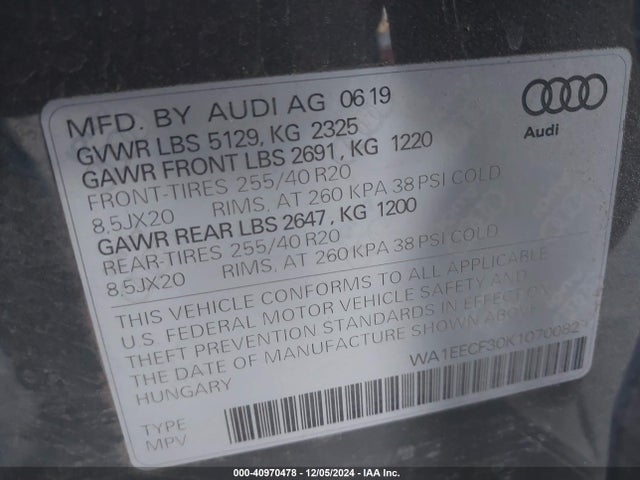 MFD. BY AUDI AG 06 19
Audi
GVWR LBS 5129, KG 2325
GAWR FRONT LBS 2691, KG 1220
FRONT-TIRES 255/40 R20
8,5JX20 RIMS, AT 260 KPA 38 PSI COLD
GAWR REAR LBS 2647, KG 1200
REAR-TIRES 255/40 R20
8,5JX20 RIMS, AT 260 KPA 38 PSI COLD
THIS VEHICLE CONFORMS TO ALL APPLICABLE
U. S. FEDERAL MOTOR VEHICLE SAFETY AND
THEFT PREVENTION STANDARDS IN EFFECT ON
THE DATE OF MANUFACTURE SHOWN ABOVE.
HUNGARY
WA1EECF30K1070082
TYPE
MPV
000-40970478 - 12/05/2024 - IAA Inc.